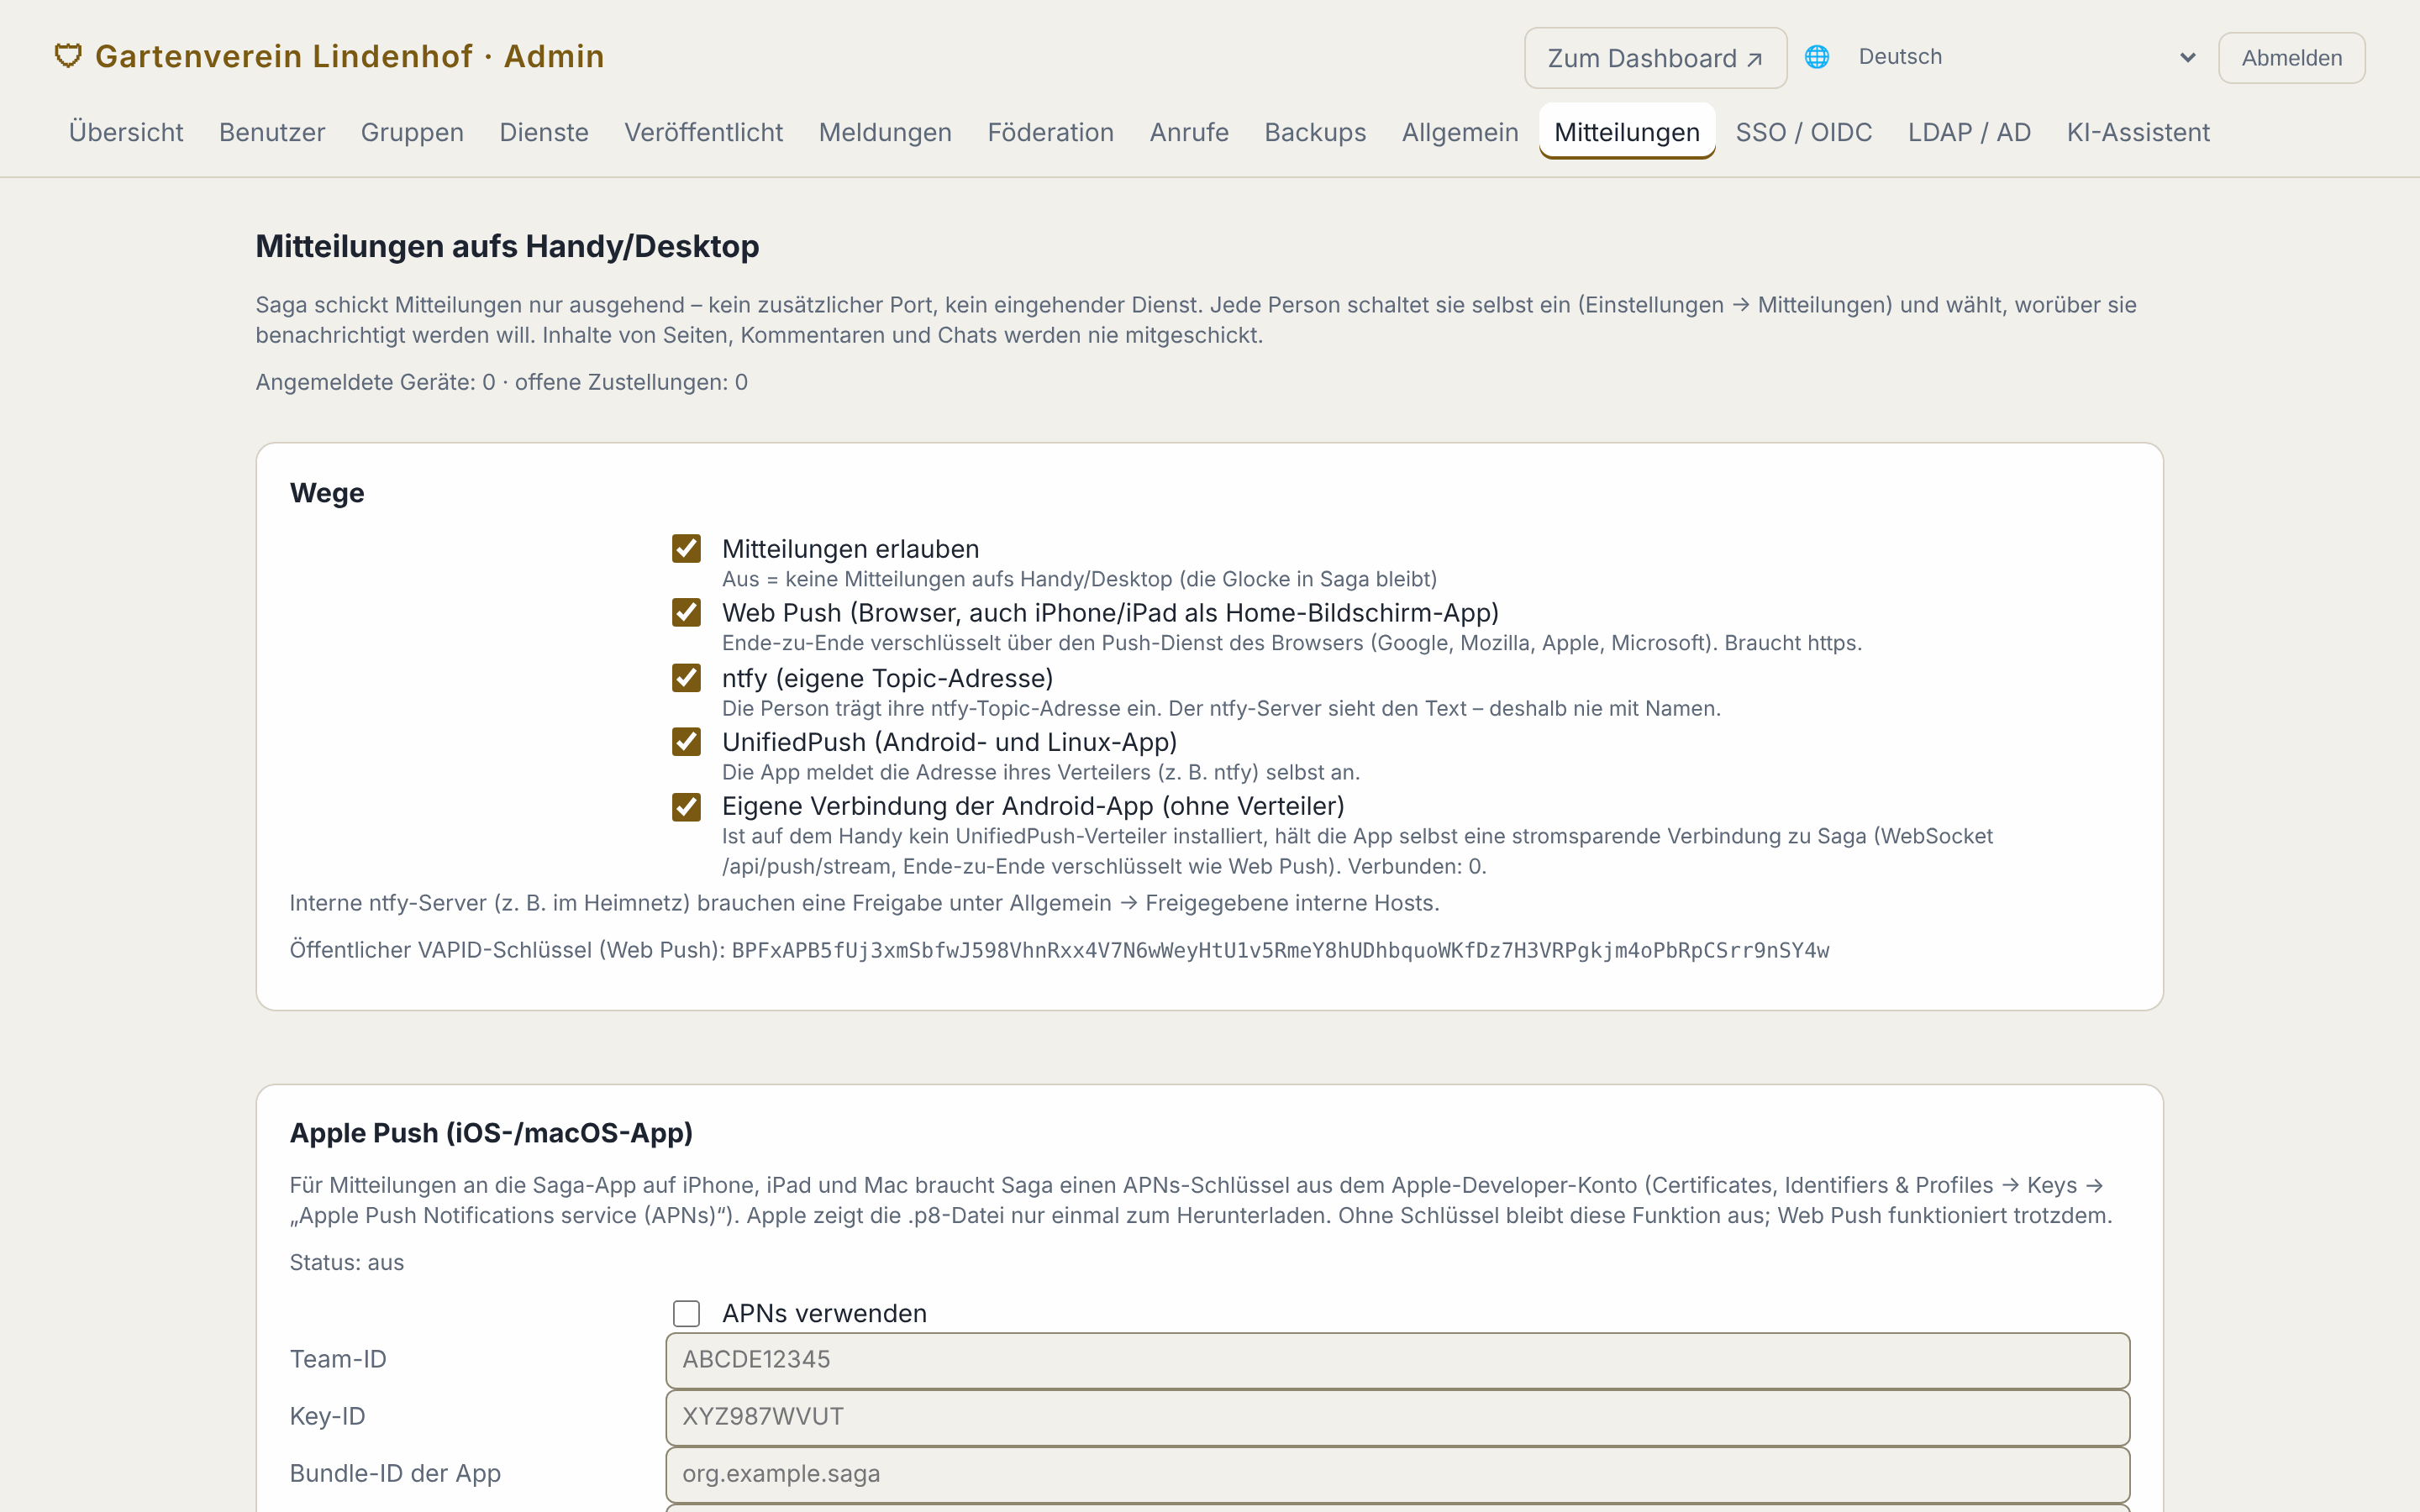 Gartenverein Lindenhof · Admin
Zum Dashboard ↗
Deutsch
Abmelden
Übersicht Benutzer Gruppen Dienste Veröffentlicht Meldungen Föderation Anrufe Backups Allgemein Mitteilungen SSO / OIDC LDAP / AD KI-Assistent
Mitteilungen aufs Handy/Desktop
Saga schickt Mitteilungen nur ausgehend – kein zusätzlicher Port, kein eingehender Dienst. Jede Person schaltet sie selbst ein (Einstellungen → Mitteilungen) und wählt, worüber sie
benachrichtigt werden will. Inhalte von Seiten, Kommentaren und Chats werden nie mitgeschickt.
Angemeldete Geräte: 0 · offene Zustellungen: 0
Wege
Mitteilungen erlauben
Aus = keine Mitteilungen aufs Handy/Desktop (die Glocke in Saga bleibt)
Web Push (Browser, auch iPhone/iPad als Home-Bildschirm-App)
Ende-zu-Ende verschlüsselt über den Push-Dienst des Browsers (Google, Mozilla, Apple, Microsoft). Braucht https.
ntfy (eigene Topic-Adresse)
Die Person trägt ihre ntfy-Topic-Adresse ein. Der ntfy-Server sieht den Text – deshalb nie mit Namen.
UnifiedPush (Android- und Linux-App)
Die App meldet die Adresse ihres Verteilers (z. B. ntfy) selbst an.
Eigene Verbindung der Android-App (ohne Verteiler)
Ist auf dem Handy kein UnifiedPush-Verteiler installiert, hält die App selbst eine stromsparende Verbindung zu Saga (WebSocket
/api/push/stream, Ende-zu-Ende verschlüsselt wie Web Push). Verbunden: 0.
Interne ntfy-Server (z. B. im Heimnetz) brauchen eine Freigabe unter Allgemein → Freigegebene interne Hosts.
Öffentlicher VAPID-Schlüssel (Web Push): BPFxAPB5fUj3xmSbfwJ598VhnRxx4V7N6wWeyHtU1v5RmeY8hUDhbquoWKfDz7H3VRPgkjm4oPbRpCSrr9nSY4w
Apple Push (iOS-/macOS-App)
Für Mitteilungen an die Saga-App auf iPhone, iPad und Mac braucht Saga einen APNs-Schlüssel aus dem Apple-Developer-Konto (Certificates, Identifiers & Profiles → Keys →
„Apple Push Notifications service (APNs)“). Apple zeigt die .p8-Datei nur einmal zum Herunterladen. Ohne Schlüssel bleibt diese Funktion aus; Web Push funktioniert trotzdem.
Status: aus
APNs verwenden
Team-ID ABCDE12345
Key-ID XYZ987WVUT
Bundle-ID der App org.example.saga